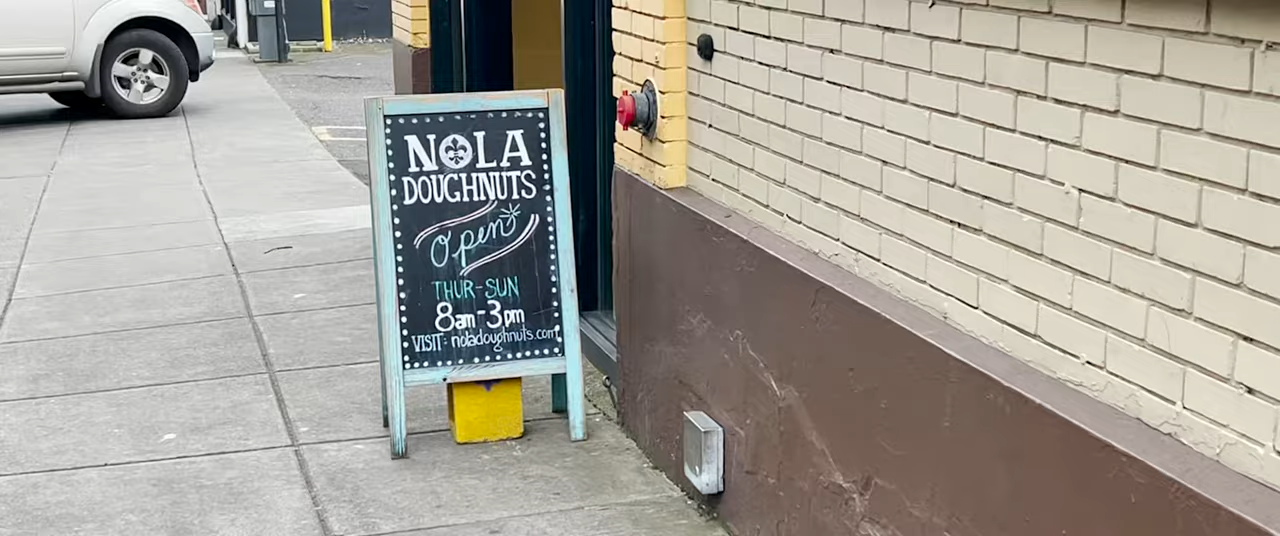 NOLA
DOUGHNUTS
Open
THUR-SUN
8am-3pm
VISIT: noladoughnuts.com